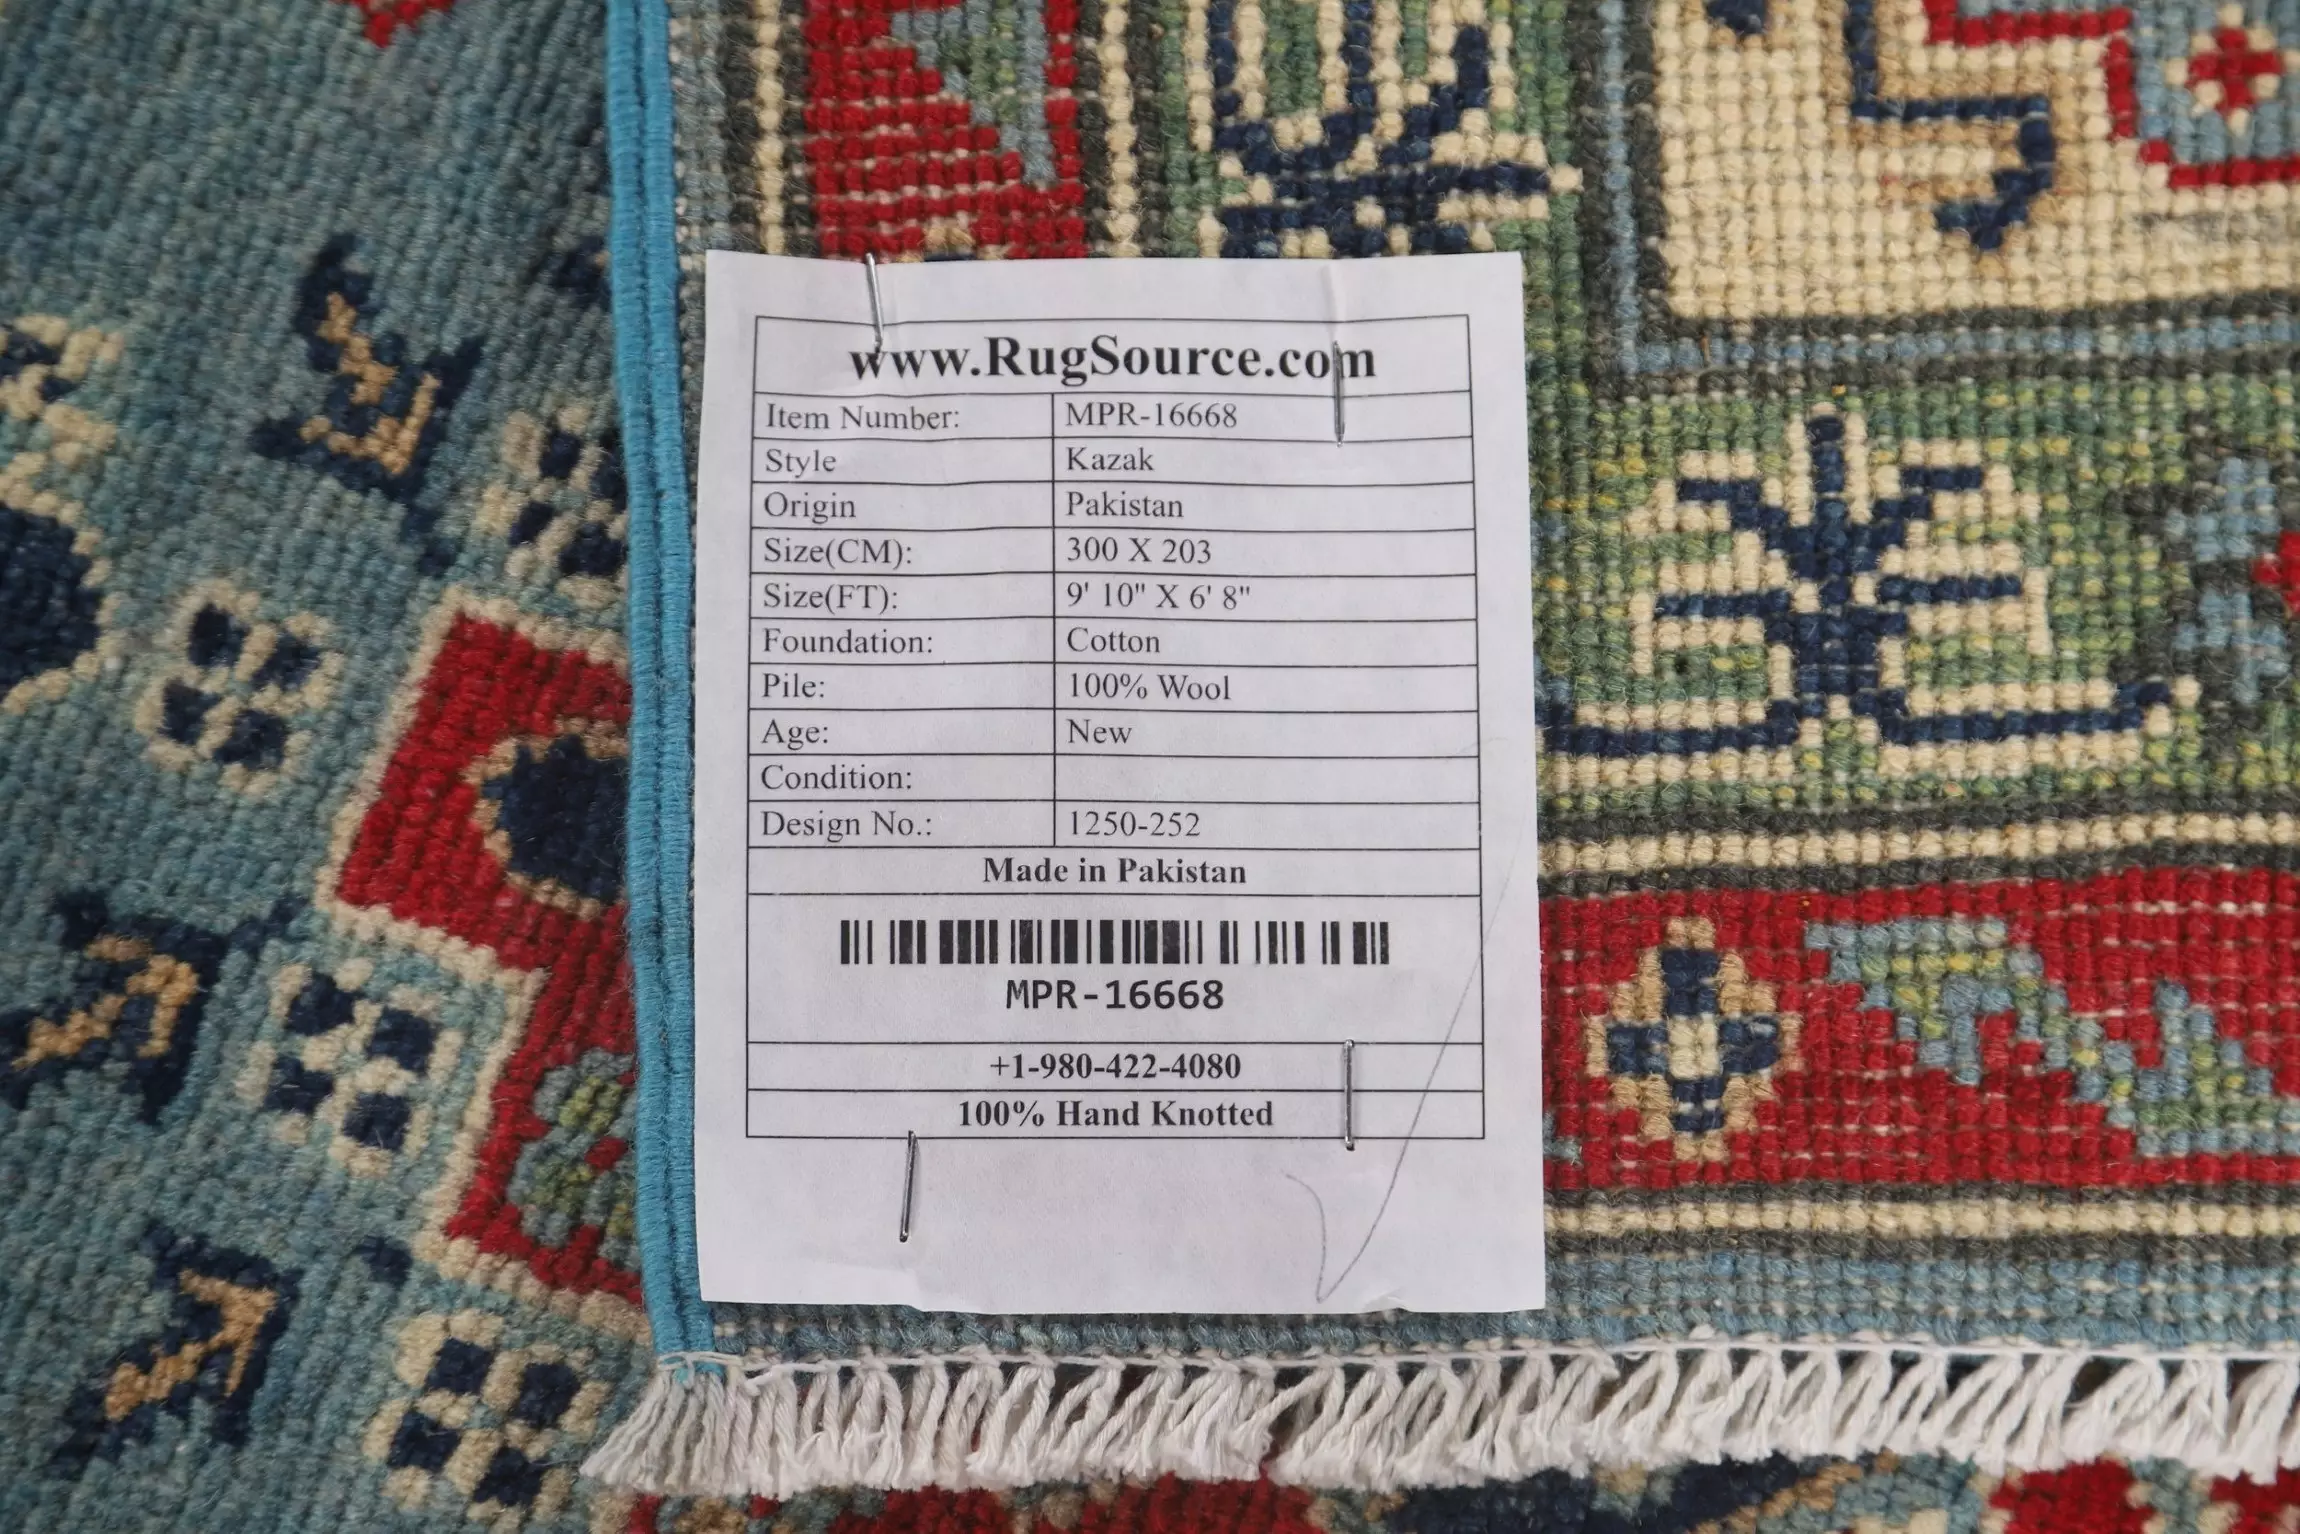 www.RugSource.com
Item Number: MPR-16668
Style Kazak
Origin Pakistan
Size(CM): 300 X 203
Size(FT): 9' 10" X 6' 8"
Foundation: Cotton
Pile: 100% Wool
Age: New
Condition:
Design No.: 1250-252
Made in Pakistan
MPR-16668
+1-980-422-4080
100% Hand Knotted